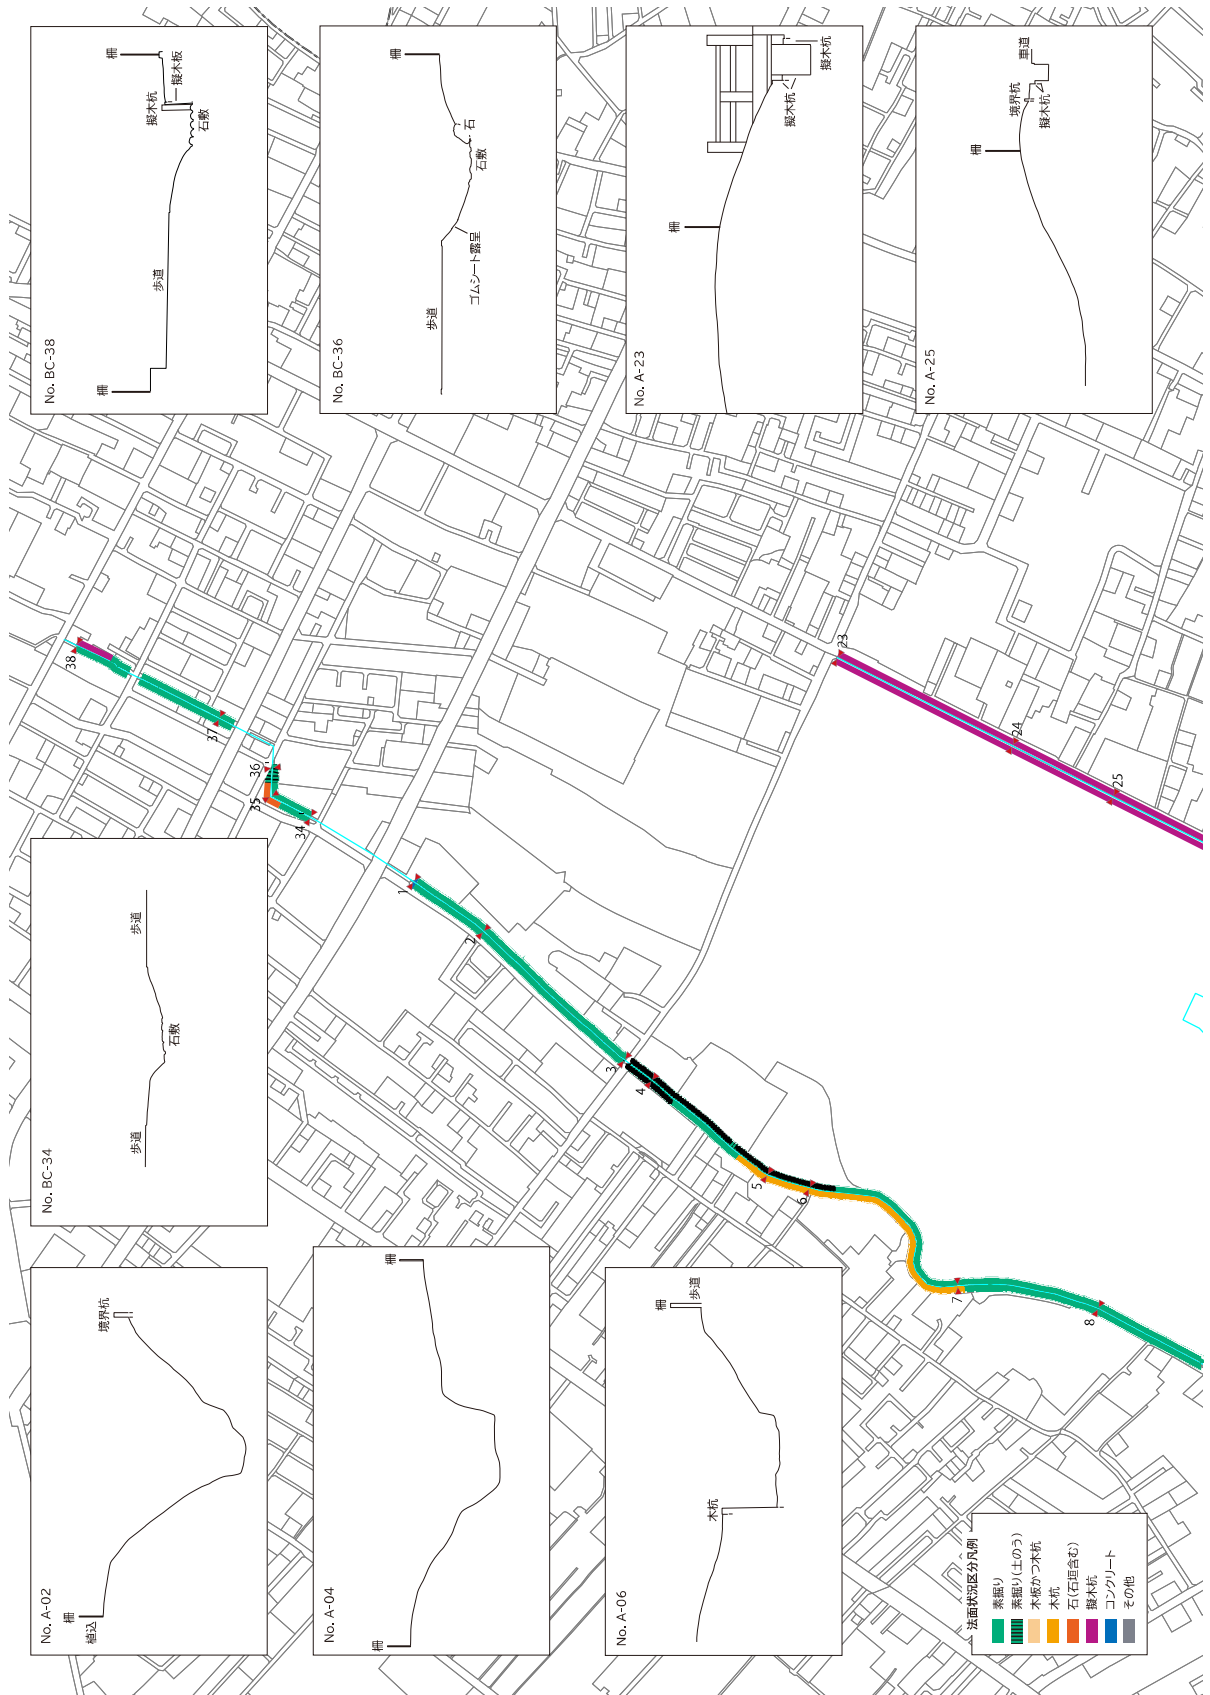 No. A-02
柵
植込
境界杭
No. A-04
柵
柵
No. A-06
木杭
柵
歩道
No. BC-34
歩道
石敷
歩道
No. BC-38
柵
歩道
擬木杭
擬木板
石敷
柵
No. BC-36
歩道
ゴムシート露呈
石敷
石
柵
No. A-23
柵
擬木杭
擬木杭
No. A-25
柵
境界杭
擬木杭
車道
38
37
36
35
34
1
2
3
4
5
6
7
8
23
24
25
法面状況区分凡例
素掘り
素掘り(土のう)
木板かつ木杭
木杭
石(石垣含む)
擬木杭
コンクリート
その他